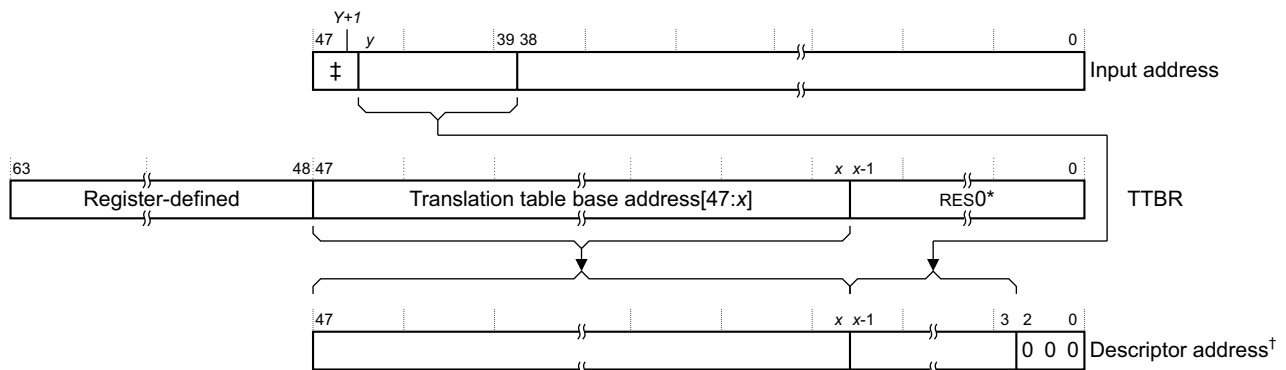 Y+1
47 y 39 38 0
‡ Input address
63 48 47 x x-1 0
Register-defined Translation table base address[47:x] RES0* TTBR
47 x x-1 3 2 0
0 0 0 Descriptor address†